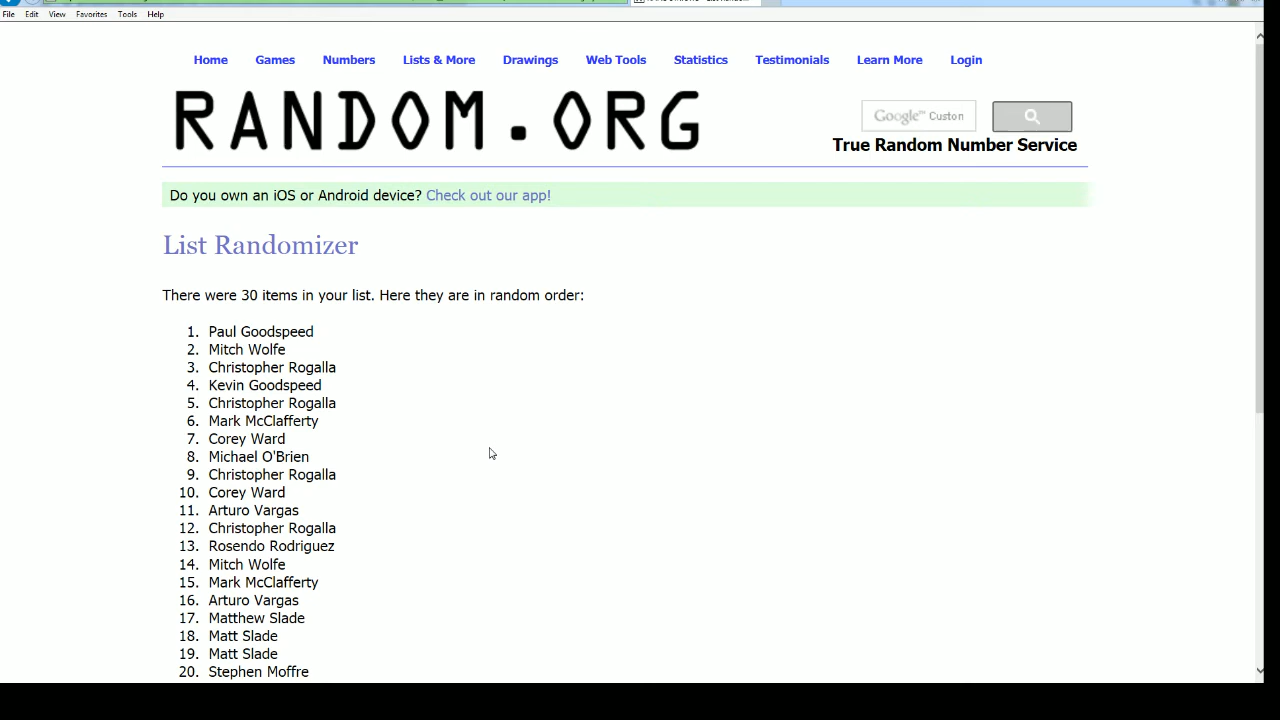 File Edit View Favorites Tools Help
Home Games Numbers Lists & More Drawings Web Tools Statistics Testimonials Learn More Login
RANDOM.ORG
Google™ Custon
True Random Number Service
Do you own an iOS or Android device? Check out our app!
List Randomizer
There were 30 items in your list. Here they are in random order:
1. Paul Goodspeed
2. Mitch Wolfe
3. Christopher Rogalla
4. Kevin Goodspeed
5. Christopher Rogalla
6. Mark McClafferty
7. Corey Ward
8. Michael O'Brien
9. Christopher Rogalla
10. Corey Ward
11. Arturo Vargas
12. Christopher Rogalla
13. Rosendo Rodriguez
14. Mitch Wolfe
15. Mark McClafferty
16. Arturo Vargas
17. Matthew Slade
18. Matt Slade
19. Matt Slade
20. Stephen Moffre